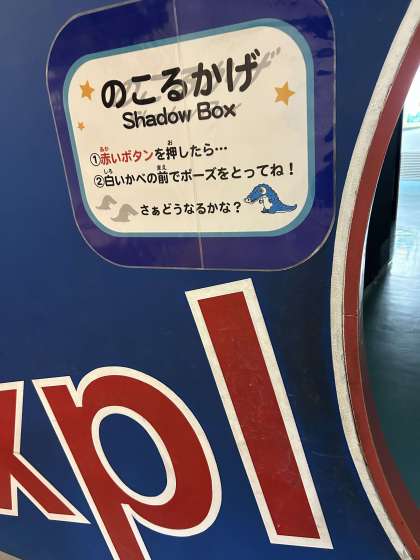 のこるかげ
Shadow Box
①赤いボタンを押したら…
②白いかべの前でポーズをとってね！
さぁどうなるかな？
xpl